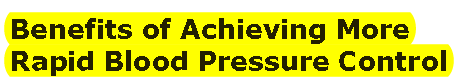 Benefits of Achieving More
Rapid Blood Pressure Control